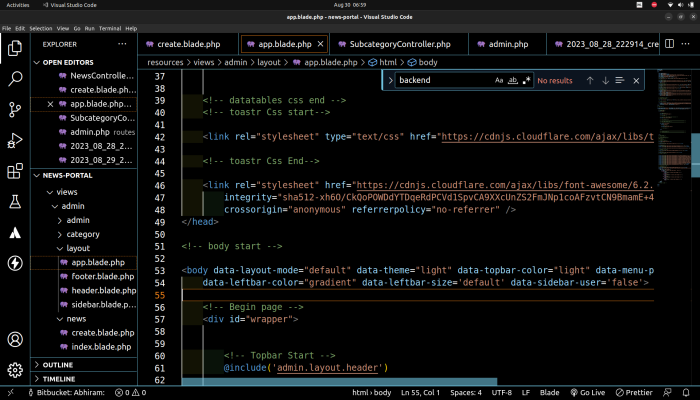 Activities Visual Studio Code Aug 30 06:59
app.blade.php - news-portal - Visual Studio Code
File Edit Selection View Go Run Terminal Help
EXPLORER ···
create.blade.php app.blade.php SubcategoryController.php admin.php 2023_08_28_222914_cre
resources > views > admin > layout > app.blade.php > html > body
backend Aa ab .* No results
OPEN EDITORS
NewsControlle...
create.blade.php...
app.blade.php...
SubcategoryCo...
admin.php routes
2023_08_28_2...
2023_08_29_2...
NEWS-PORTAL
views
admin
admin
category
layout
app.blade.php
footer.blade.php
header.blade.php
sidebar.blade.p...
news
create.blade.php
index.blade.php
OUTLINE
TIMELINE
37
38
39 <!-- datatables css end -->
40 <!-- toastr Css start-->
41
42 <link rel="stylesheet" type="text/css" href="https://cdnjs.cloudflare.com/ajax/libs/t
43
44 <!-- toastr Css End-->
45
46 <link rel="stylesheet" href="https://cdnjs.cloudflare.com/ajax/libs/font-awesome/6.2.
47 integrity="sha512-xh6O/CkQoPOWDdYTDqeRdPCVd1SpvCA9XXcUnZS2FmJNp1coAFzvtCN9BmamE+4
48 crossorigin="anonymous" referrerpolicy="no-referrer" />
49 </head>
50
51 <!-- body start -->
52
53 <body data-layout-mode="default" data-theme="light" data-topbar-color="light" data-menu-p
54 data-leftbar-color="gradient" data-leftbar-size='default' data-sidebar-user='false'>
55
56 <!-- Begin page -->
57 <div id="wrapper">
58
59
60 <!-- Topbar Start -->
61 @include('admin.layout.header')
62
Bitbucket: Abhiram: 0 0 html › body Ln 55, Col 1 Spaces: 4 UTF-8 LF Blade Go Live Prettier